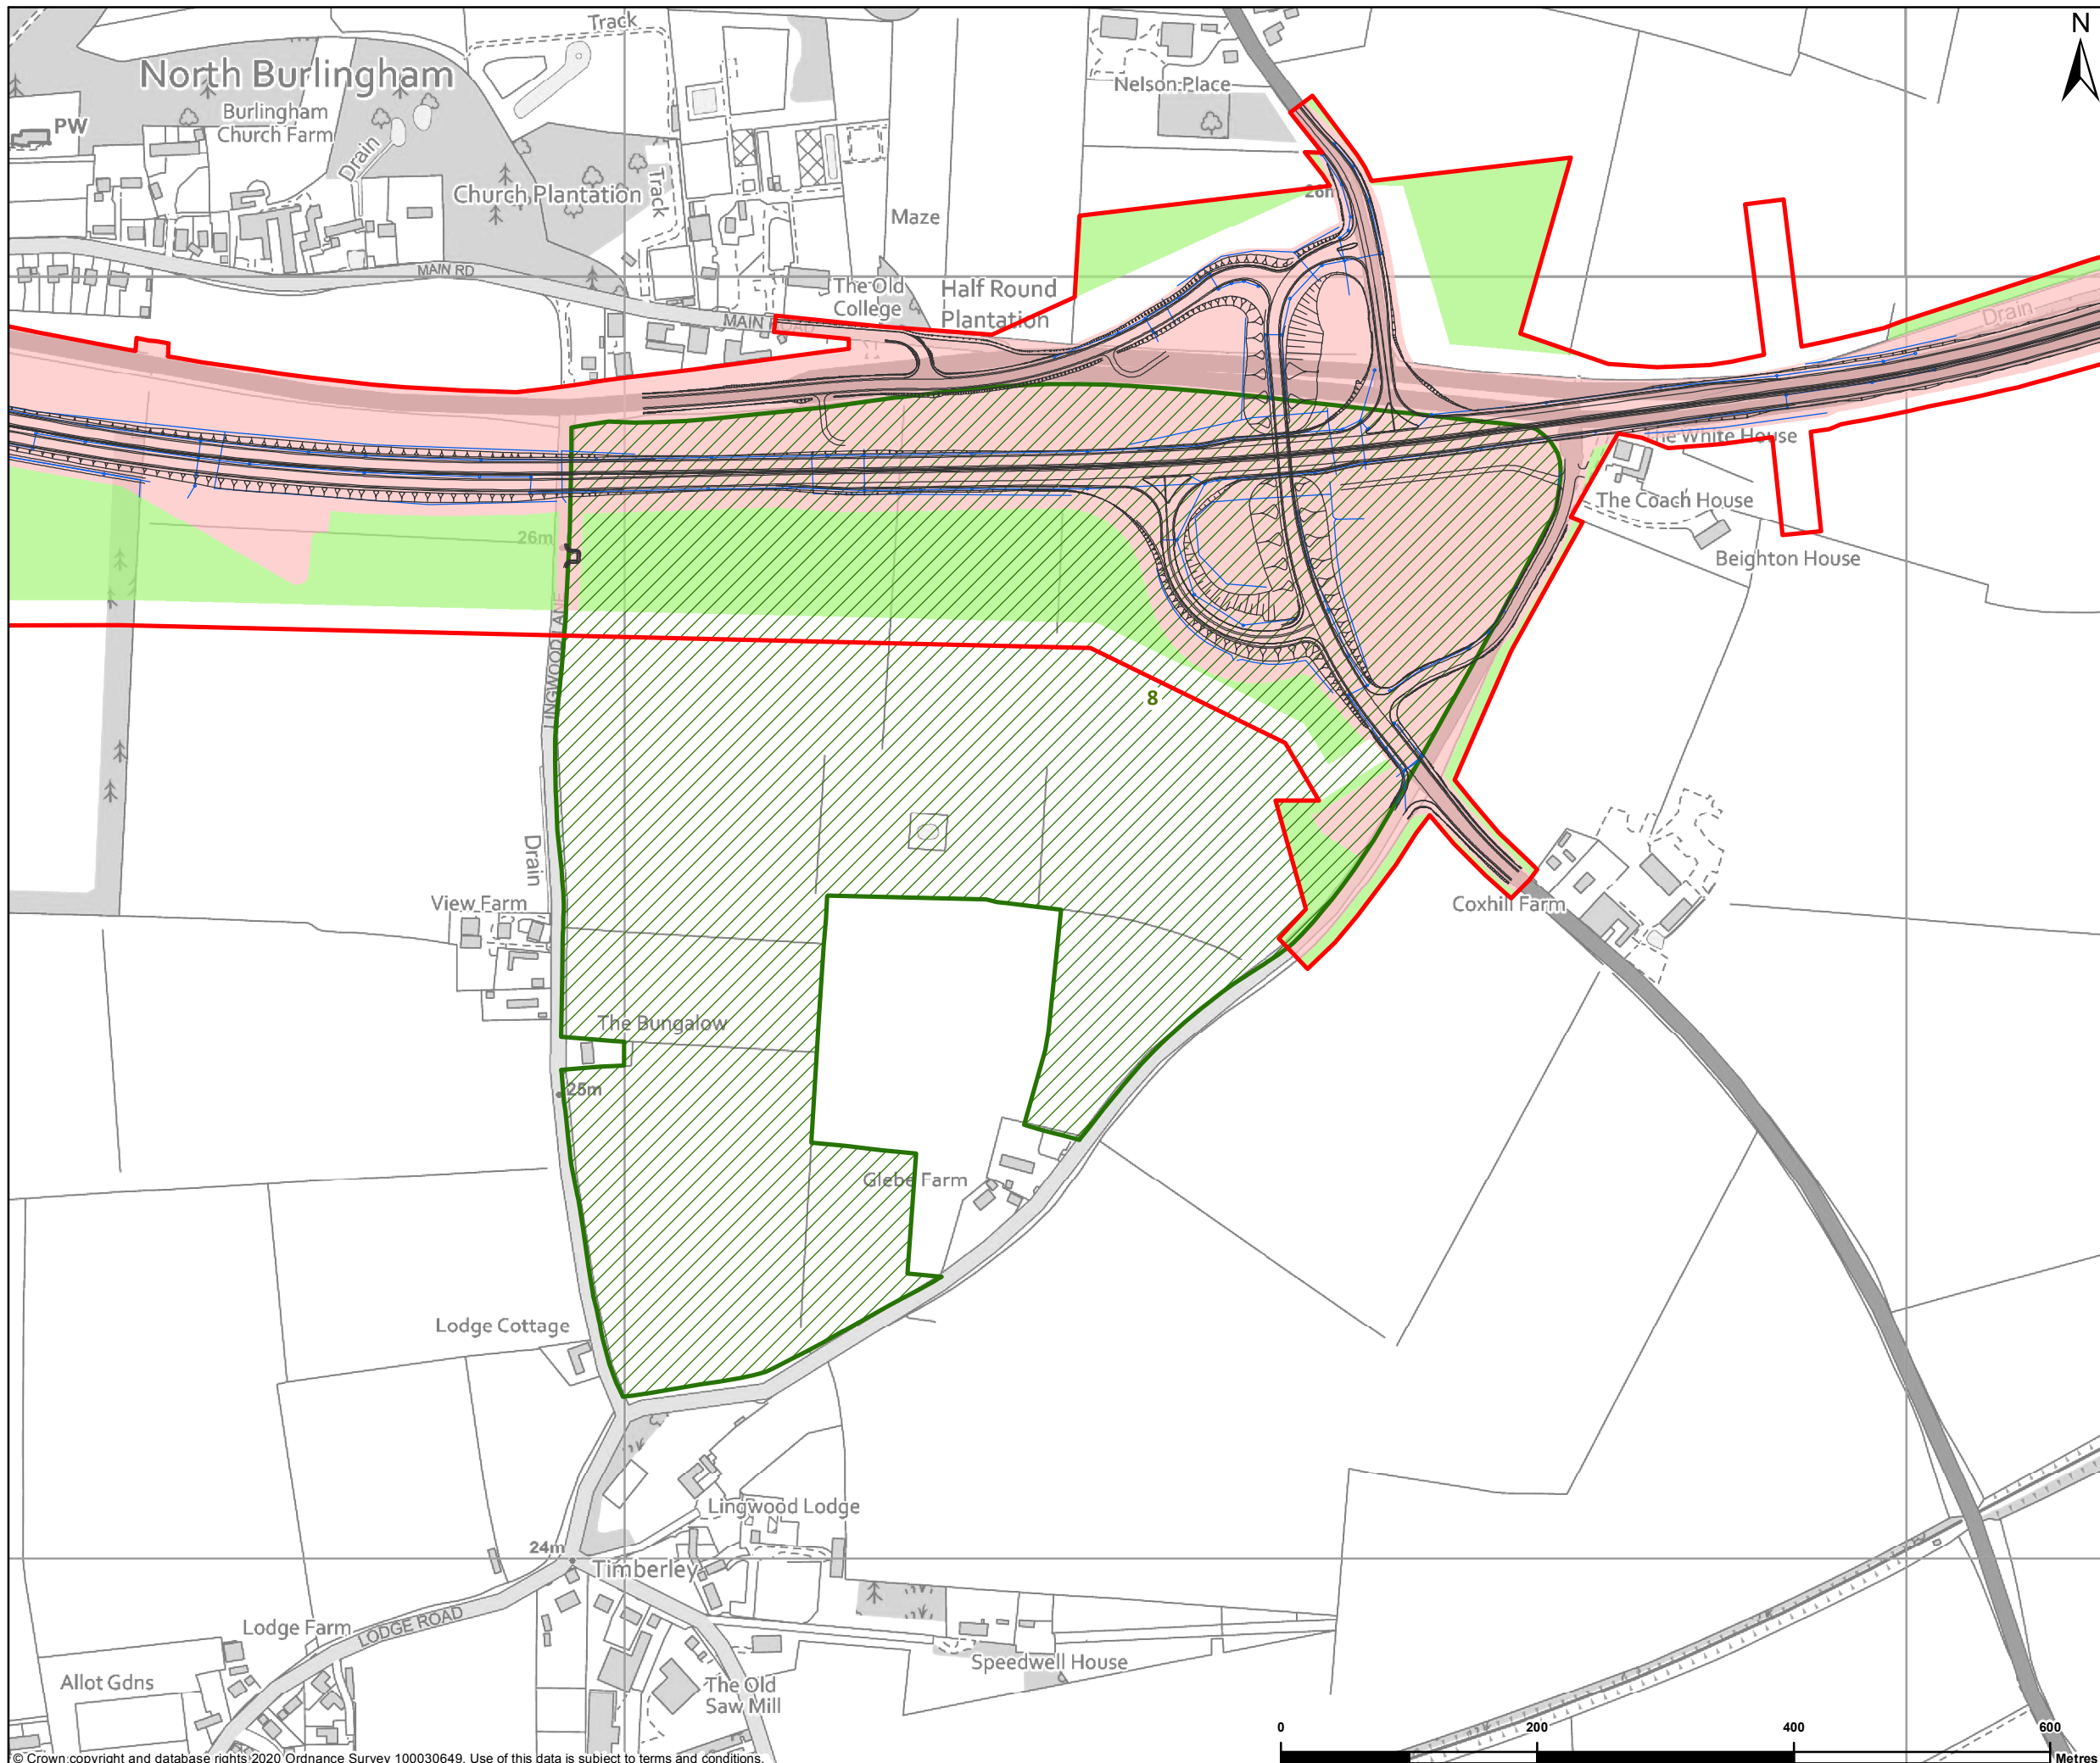 Track
N
North Burlingham
Nelson Place
Burlingham
Church Farm
PW
Drain
Church Plantation
Track
26m
Maze
MAIN RD
The Old
College
Half Round
Plantation
MAIN ROAD
Drain
The White House
The Coach House
26m
Beighton House
LINGWOOD LANE
8
Drain
View Farm
Coxhill Farm
The Bungalow
25m
Glebe Farm
Lodge Cottage
Lingwood Lodge
24m
Timberley
Lodge Farm
LODGE ROAD
Speedwell House
Allot Gdns
The Old
Saw Mill
0 200 400 600
Metres
© Crown copyright and database rights 2020 Ordnance Survey 100030649. Use of this data is subject to terms and conditions.